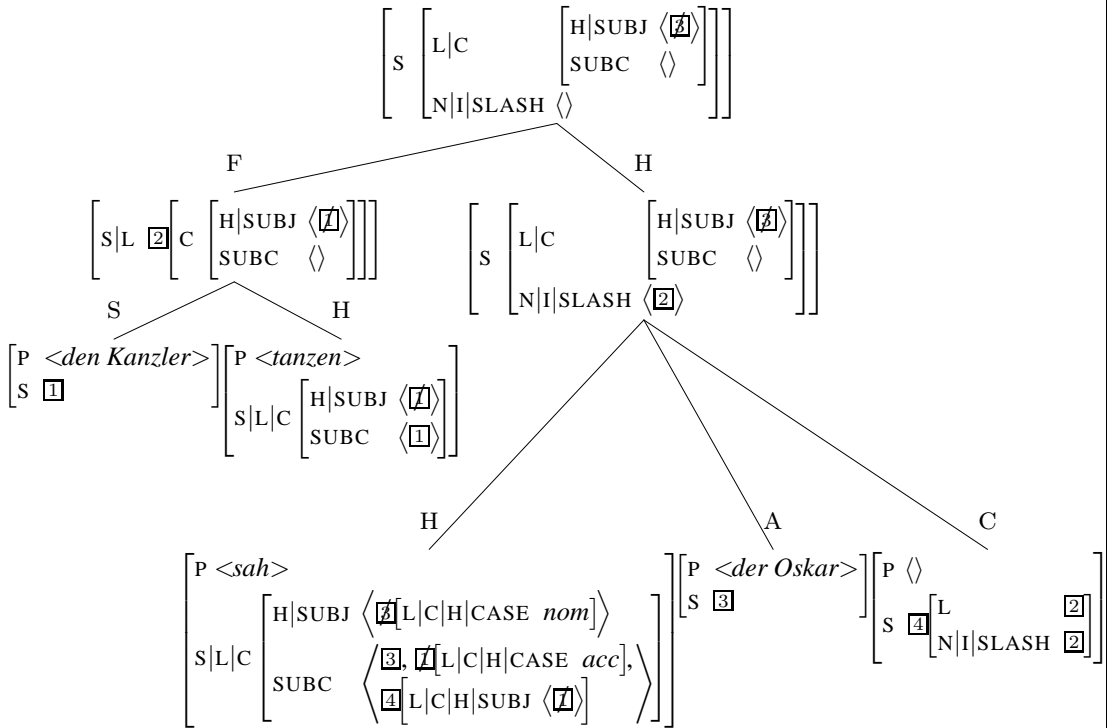 [S [L|C [H|SUBJ ⟨3̸⟩
SUBC ⟨⟩]
N|I|SLASH ⟨⟩]]
F H
[S|L 2[C [H|SUBJ ⟨1̸⟩
SUBC ⟨⟩]]]
[S [L|C [H|SUBJ ⟨3̸⟩
SUBC ⟨⟩]
N|I|SLASH ⟨2⟩]]
S H
[P <den Kanzler>
S 1]
[P <tanzen>
S|L|C [H|SUBJ ⟨1̸⟩
SUBC ⟨1⟩]]
H A C
[P <sah>
S|L|C [H|SUBJ ⟨3̸[L|C|H|CASE nom]⟩
SUBC ⟨3, 1̸[L|C|H|CASE acc],
4[L|C|H|SUBJ ⟨1̸⟩]⟩]]
[P <der Oskar>
S 3]
[P ⟨⟩
S 4[L 2
N|I|SLASH 2]]